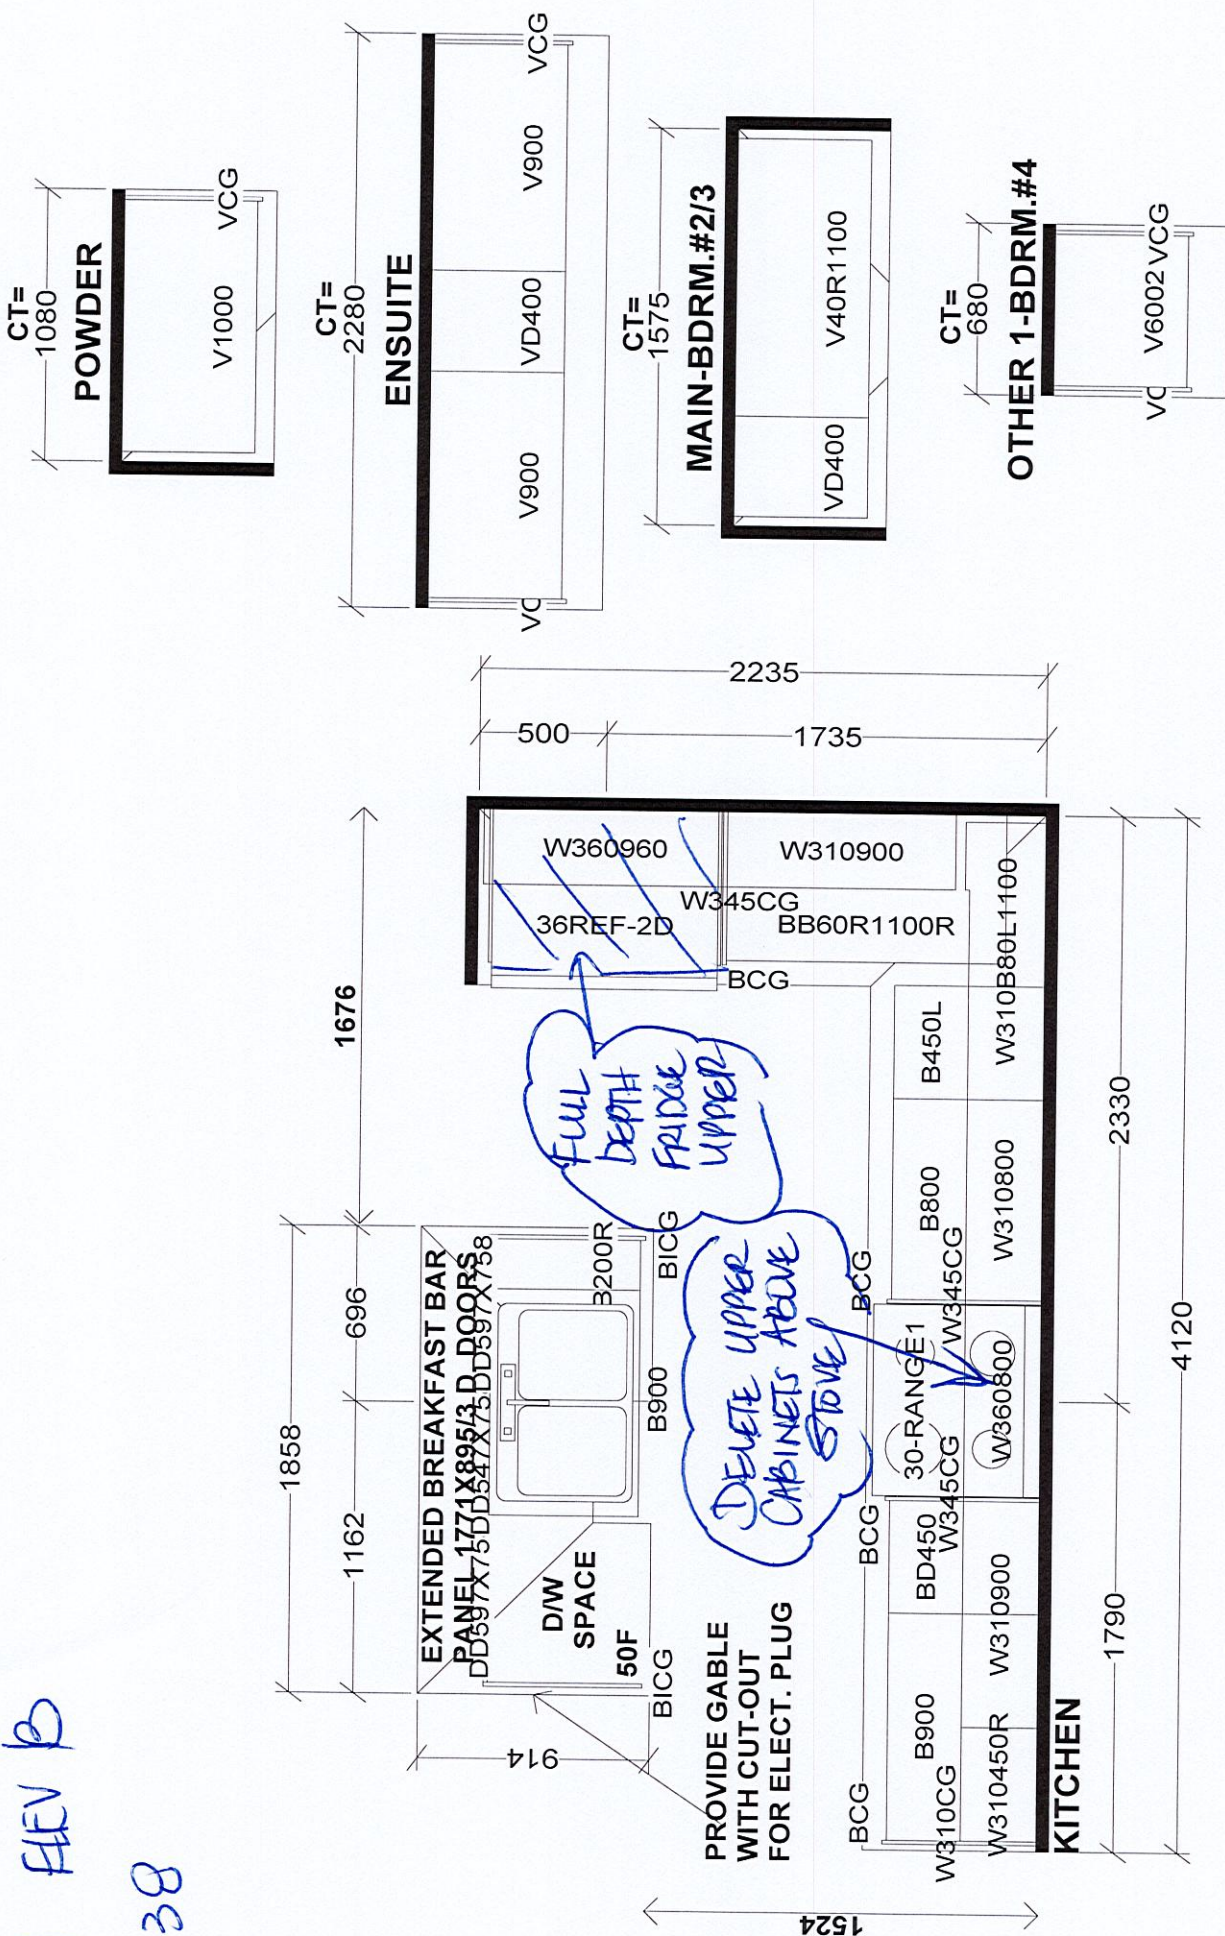 ELEV B
38
CT=
1080
POWDER
V1000
VCG
CT=
2280
ENSUITE
V900
VD400
V900
VC
VCG
CT=
1575
MAIN-BDRM.#2/3
VD400
V40R1100
CT=
680
OTHER 1-BDRM.#4
V6002
VCG
VC
1858
1162
696
1676
EXTENDED BREAKFAST BAR
PANEL 1771X895/3 D.DOORS
DD597X75DD547X75DD597X758
D/W
SPACE
50F
B900
B200R
BICG
BICG
914
PROVIDE GABLE
WITH CUT-OUT
FOR ELECT. PLUG
FULL
DEPTH
FRIDGE
UPPER
DELETE UPPER
CABINETS ABOVE
STOVE
2235
500
1735
W360960
W310900
W345CG
36REF-2D
BB60R1100R
BCG
B450L
W310B80L1100
B800
W310800
BCG
W345CG
30-RANGE1
W360800
W345CG
BCG
BD450
W310900
B900
W310450R
W310CG
BCG
KITCHEN
1524
1790
2330
4120